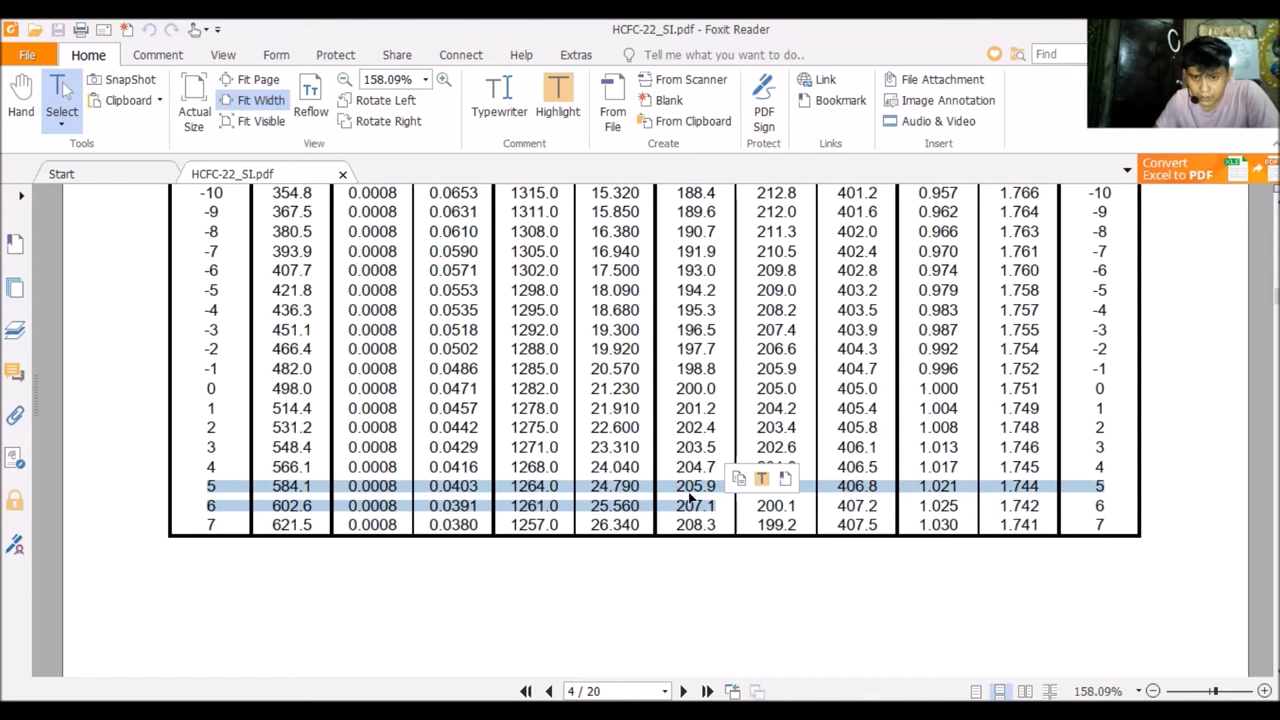 HCFC-22_SI.pdf - Foxit Reader
File Home Comment View Form Protect Share Connect Help Extras Tell me what you want to do.. Find
Hand
Select
SnapShot
Clipboard
Tools
Actual Size
Fit Page
Fit Width
Fit Visible
Reflow
158.09%
Rotate Left
Rotate Right
View
Typewriter
Highlight
Comment
From File
From Scanner
Blank
From Clipboard
Create
PDF Sign
Protect
Link
Bookmark
File Attachment
Image Annotation
Audio & Video
Insert
Start HCFC-22_SI.pdf
Convert Excel to PDF
-10 354.8 0.0008 0.0653 1315.0 15.320 188.4 212.8 401.2 0.957 1.766 -10
-9 367.5 0.0008 0.0631 1311.0 15.850 189.6 212.0 401.6 0.962 1.764 -9
-8 380.5 0.0008 0.0610 1308.0 16.380 190.7 211.3 402.0 0.966 1.763 -8
-7 393.9 0.0008 0.0590 1305.0 16.940 191.9 210.5 402.4 0.970 1.761 -7
-6 407.7 0.0008 0.0571 1302.0 17.500 193.0 209.8 402.8 0.974 1.760 -6
-5 421.8 0.0008 0.0553 1298.0 18.090 194.2 209.0 403.2 0.979 1.758 -5
-4 436.3 0.0008 0.0535 1295.0 18.680 195.3 208.2 403.5 0.983 1.757 -4
-3 451.1 0.0008 0.0518 1292.0 19.300 196.5 207.4 403.9 0.987 1.755 -3
-2 466.4 0.0008 0.0502 1288.0 19.920 197.7 206.6 404.3 0.992 1.754 -2
-1 482.0 0.0008 0.0486 1285.0 20.570 198.8 205.9 404.7 0.996 1.752 -1
0 498.0 0.0008 0.0471 1282.0 21.230 200.0 205.0 405.0 1.000 1.751 0
1 514.4 0.0008 0.0457 1278.0 21.910 201.2 204.2 405.4 1.004 1.749 1
2 531.2 0.0008 0.0442 1275.0 22.600 202.4 203.4 405.8 1.008 1.748 2
3 548.4 0.0008 0.0429 1271.0 23.310 203.5 202.6 406.1 1.013 1.746 3
4 566.1 0.0008 0.0416 1268.0 24.040 204.7 406.5 1.017 1.745 4
5 584.1 0.0008 0.0403 1264.0 24.790 205.9 406.8 1.021 1.744 5
6 602.6 0.0008 0.0391 1261.0 25.560 207.1 200.1 407.2 1.025 1.742 6
7 621.5 0.0008 0.0380 1257.0 26.340 208.3 199.2 407.5 1.030 1.741 7
4 / 20 158.09%